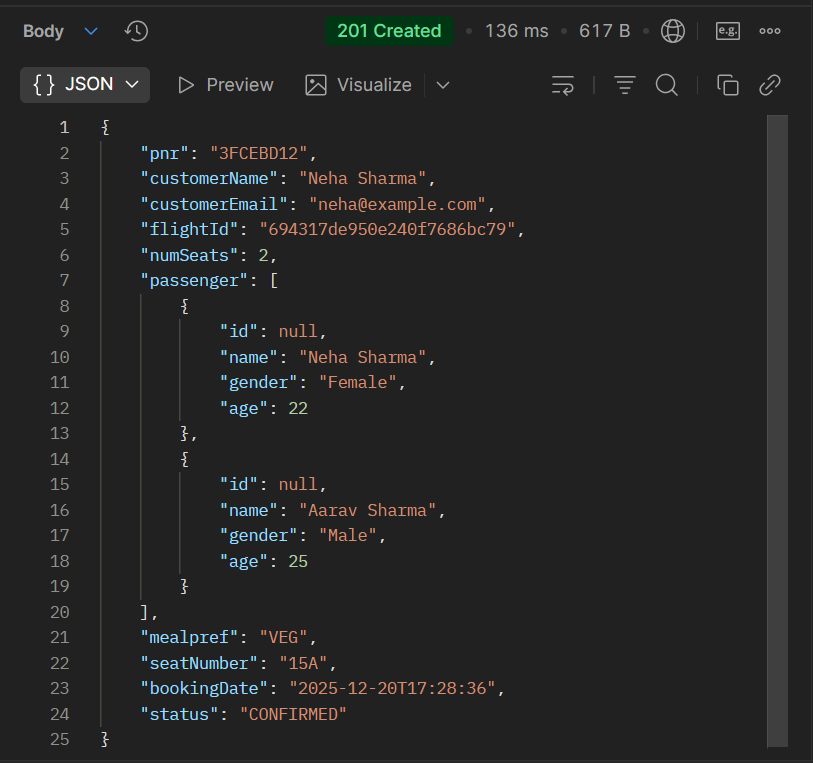 Body 201 Created • 136 ms • 617 B • e.g.
{} JSON Preview Visualize
1 {
2 "pnr": "3FCEBD12",
3 "customerName": "Neha Sharma",
4 "customerEmail": "neha@example.com",
5 "flightId": "694317de950e240f7686bc79",
6 "numSeats": 2,
7 "passenger": [
8 {
9 "id": null,
10 "name": "Neha Sharma",
11 "gender": "Female",
12 "age": 22
13 },
14 {
15 "id": null,
16 "name": "Aarav Sharma",
17 "gender": "Male",
18 "age": 25
19 }
20 ],
21 "mealpref": "VEG",
22 "seatNumber": "15A",
23 "bookingDate": "2025-12-20T17:28:36",
24 "status": "CONFIRMED"
25 }